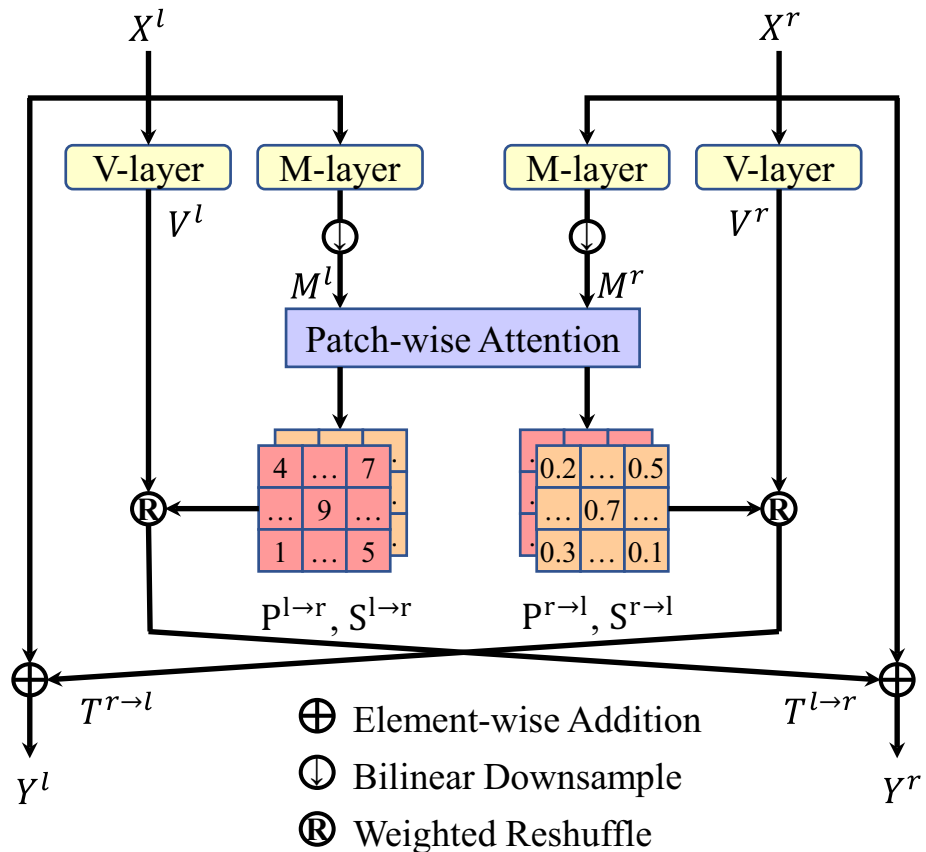 X^l X^r
V-layer M-layer M-layer V-layer
V^l V^r
↓ ↓
M^l M^r
Patch-wise Attention
4 … 7 . 0.2 … 0.5
… 9 … … 0.7 …
1 … 5 . 0.3 … 0.1
R R
P^{l→r}, S^{l→r} P^{r→l}, S^{r→l}
T^{r→l} T^{l→r}
⊕ Element-wise Addition
Y^l Y^r
↓ Bilinear Downsample
R Weighted Reshuffle